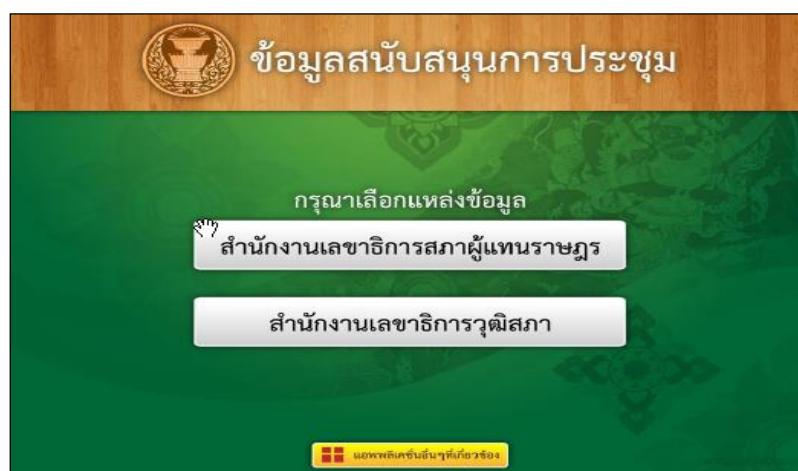 ข้อมูลสนับสนุนการประชุม
กรุณาเลือกแหล่งข้อมูล
สำนักงานเลขาธิการสภาผู้แทนราษฎร
สำนักงานเลขาธิการวุฒิสภา
แอพพลิเคชั่นอื่นๆที่เกี่ยวข้อง